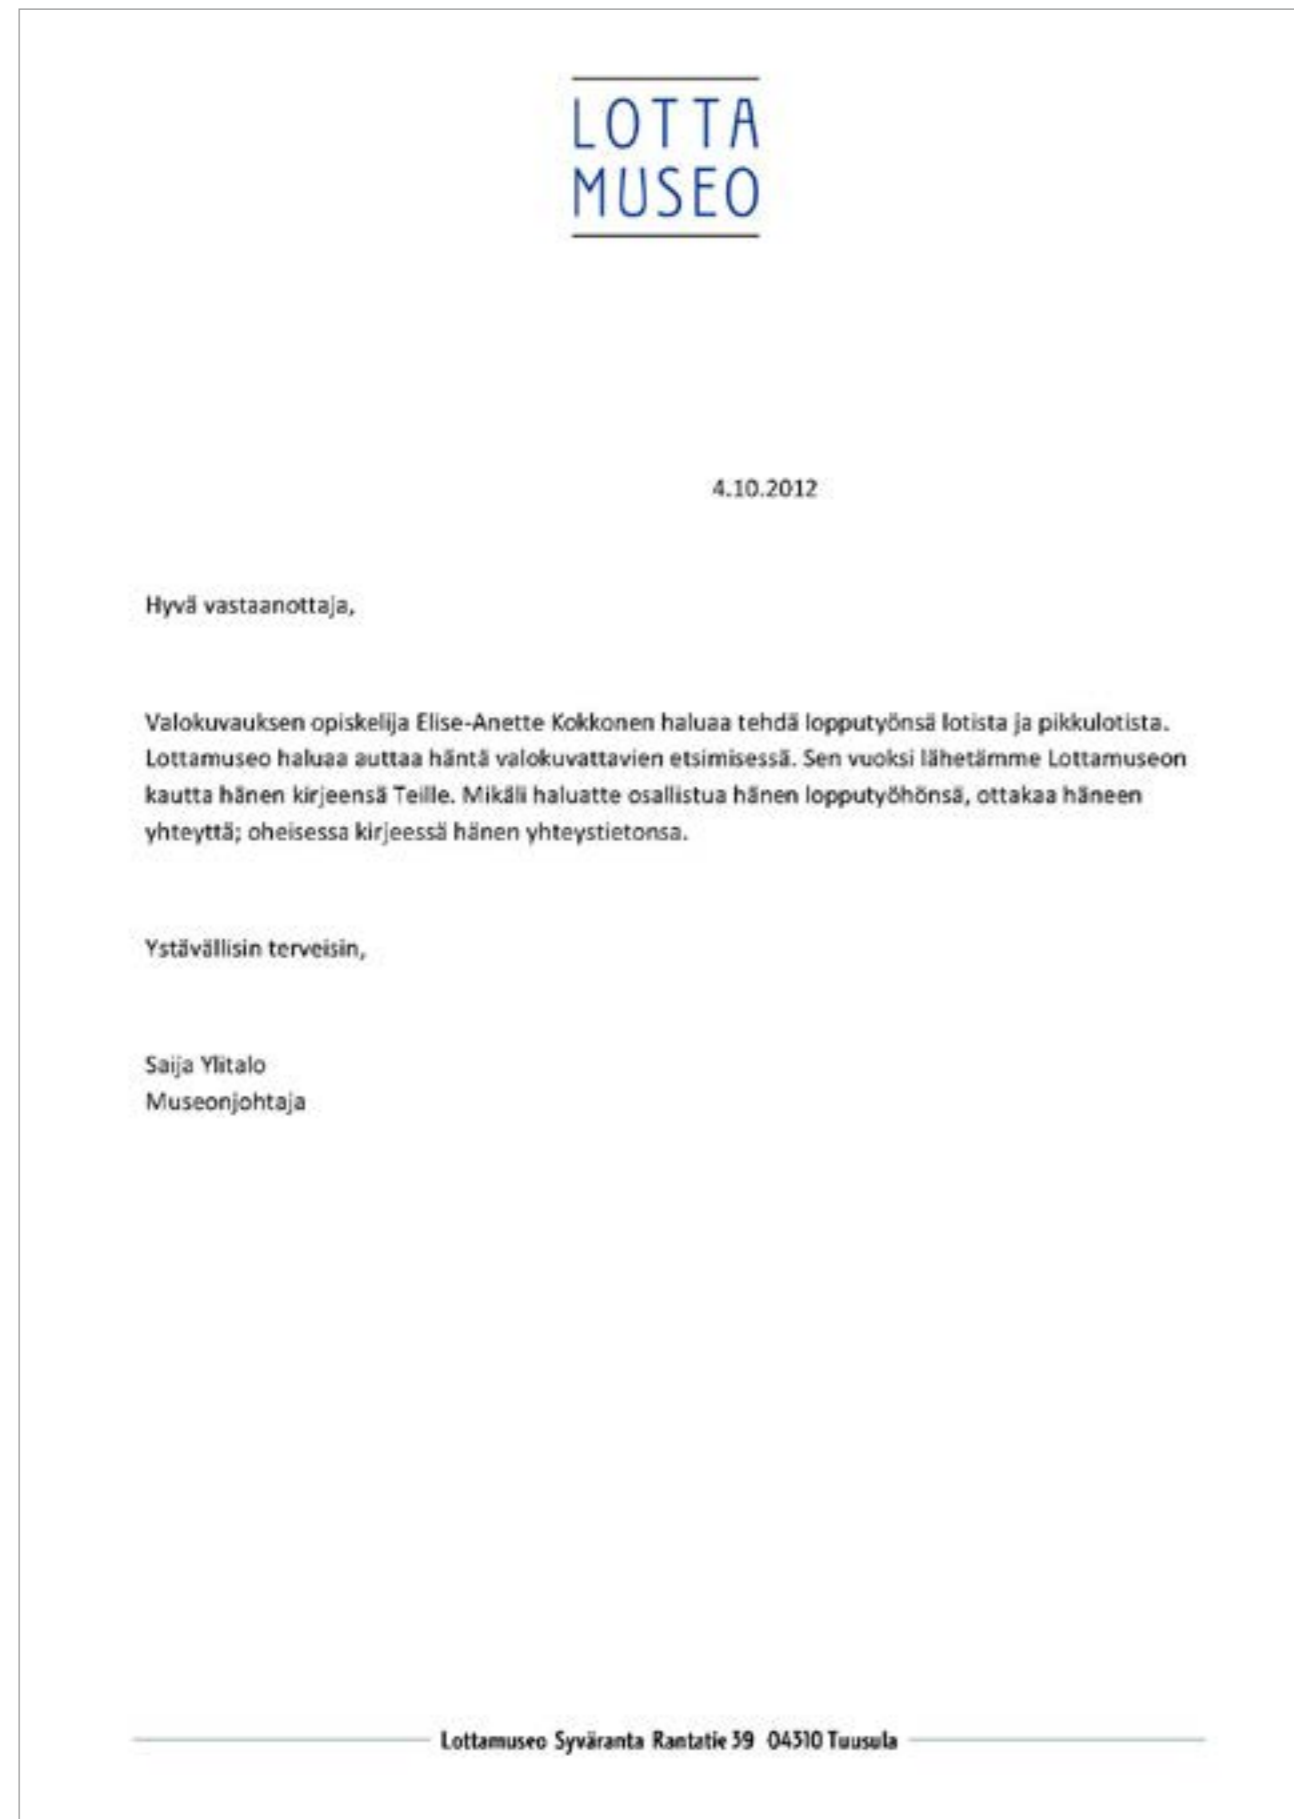 LOTTA
MUSEO
4.10.2012
Hyvä vastaanottaja,
Valokuvauksen opiskelija Elise-Anette Kokkonen haluaa tehdä lopputyönsä lotista ja pikkulotista.
Lottamuseo haluaa auttaa häntä valokuvattavien etsimisessä. Sen vuoksi lähetämme Lottamuseon
kautta hänen kirjeensä Teille. Mikäli haluatte osallistua hänen lopputyöhönsä, ottakaa häneen
yhteyttä; oheisessa kirjeessä hänen yhteystietonsa.
Ystävällisin terveisin,
Saija Ylitalo
Museonjohtaja
Lottamuseo Syväranta Rantatie 39 04310 Tuusula